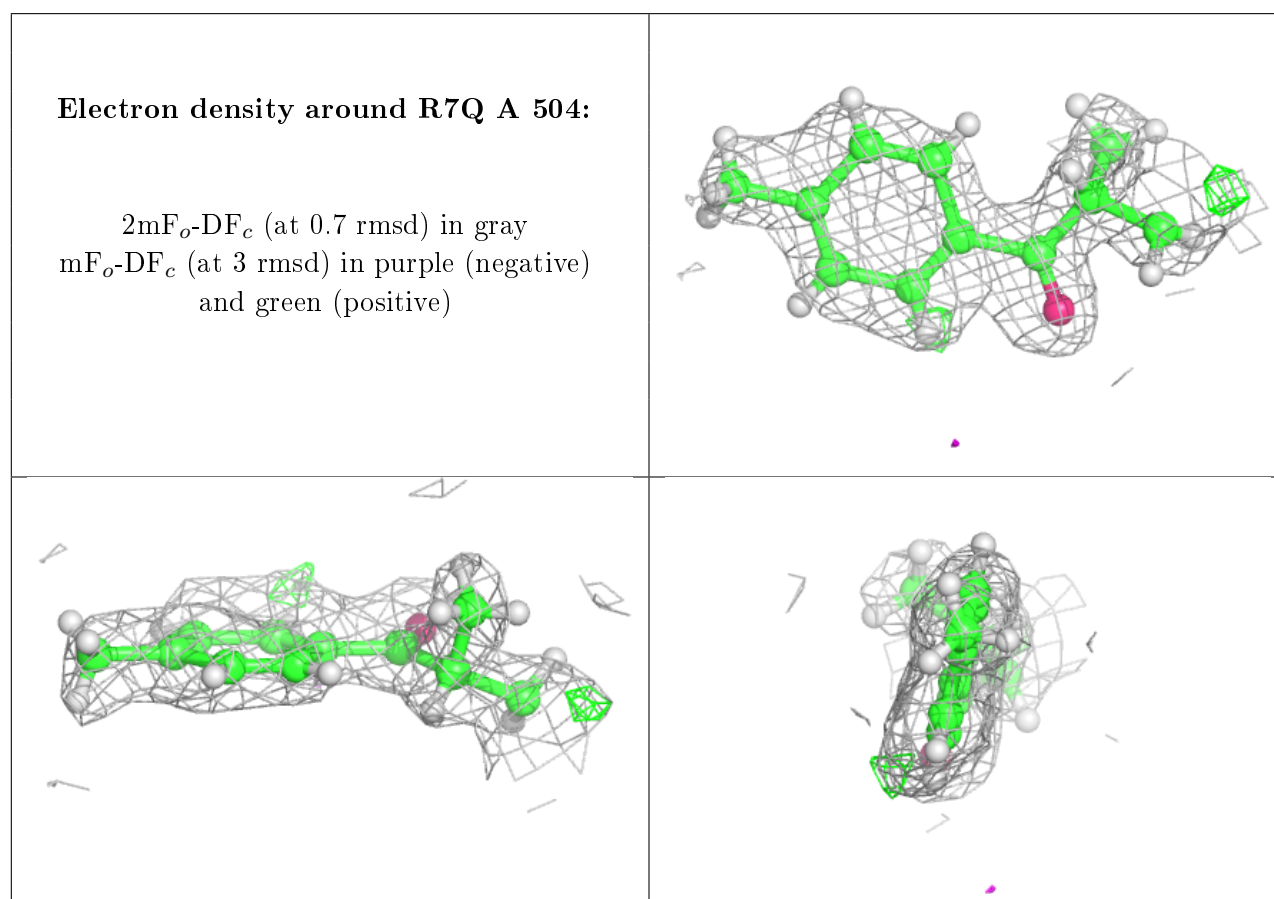 Electron density around R7Q A 504:
2mFo-DFc (at 0.7 rmsd) in gray
mFo-DFc (at 3 rmsd) in purple (negative)
and green (positive)